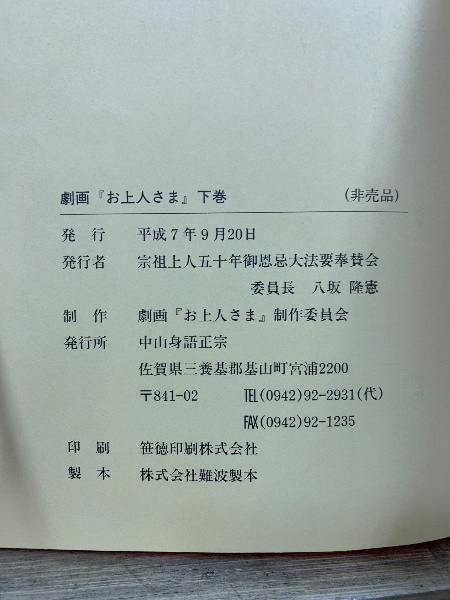 劇画『お上人さま』下巻 (非売品)
発行 平成7年9月20日
発行者 宗祖上人五十年御恩忌大法要奉賛会
委員長 八坂 隆憲
制作 劇画『お上人さま』制作委員会
発行所 中山身語正宗
佐賀県三養基郡基山町宮浦2200
〒841-02 TEL(0942)92-2931(代)
FAX(0942)92-1235
印刷 笹徳印刷株式会社
製本 株式会社難波製本